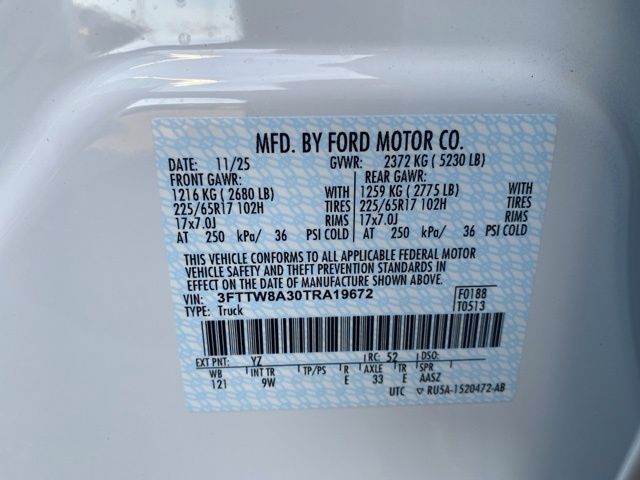 MFD. BY FORD MOTOR CO.
DATE: 11/25 GVWR: 2372 KG ( 5230 LB)
FRONT GAWR: REAR GAWR:
1216 KG ( 2680 LB) WITH 1259 KG ( 2775 LB) WITH
225/65R17 102H TIRES 225/65R17 102H TIRES
17x7.0J RIMS 17x7.0J RIMS
AT 250 kPa/ 36 PSI COLD AT 250 kPa/ 36 PSI COLD
THIS VEHICLE CONFORMS TO ALL APPLICABLE FEDERAL MOTOR
VEHICLE SAFETY AND THEFT PREVENTION STANDARDS IN
EFFECT ON THE DATE OF MANUFACTURE SHOWN ABOVE.
VIN: 3FTTW8A30TRA19672 F0188
TYPE: Truck T0513
EXT PNT: YZ RC: 52 DSO:
WB INT TR TP/PS R AXLE TR SPR
121 9W E 33 E AASZ
UTC RU5A-1520472-AB